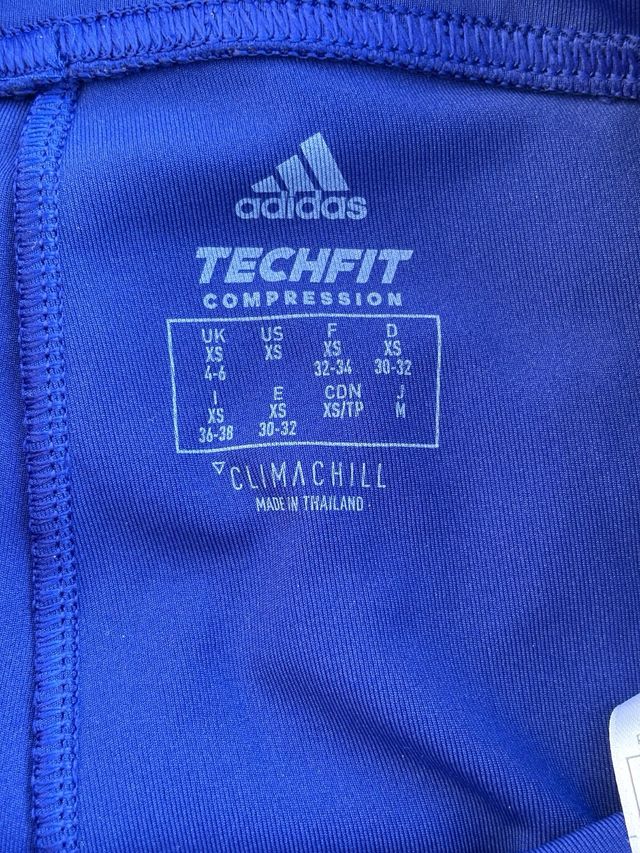 adidas
TECHFIT
COMPRESSION
UK US F D
XS XS XS XS
4-6 32-34 30-32
I E CDN J
XS XS XS/TP M
36-38 30-32
CLIMACHILL
MADE IN THAILAND